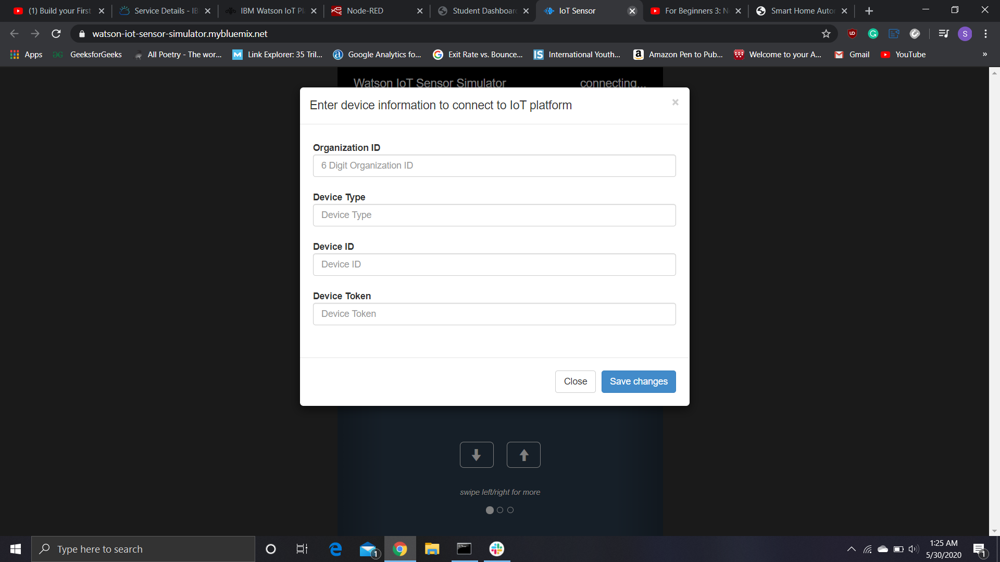 (1) Build your First
Service Details - IB
IBM Watson IoT Pl
Node-RED
Student Dashboard
IoT Sensor
For Beginners 3: N
Smart Home Autor
watson-iot-sensor-simulator.mybluemix.net
S
Apps
GeeksforGeeks
All Poetry - The wor...
Link Explorer: 35 Tril...
Google Analytics fo...
Exit Rate vs. Bounce...
International Youth...
Amazon Pen to Pub...
Welcome to your A...
Gmail
YouTube
»
Watson IoT Sensor Simulator
connecting...
Enter device information to connect to IoT platform
×
Organization ID
6 Digit Organization ID
Device Type
Device Type
Device ID
Device ID
Device Token
Device Token
Close
Save changes
swipe left/right for more
Type here to search
1
1:25 AM
5/30/2020
1